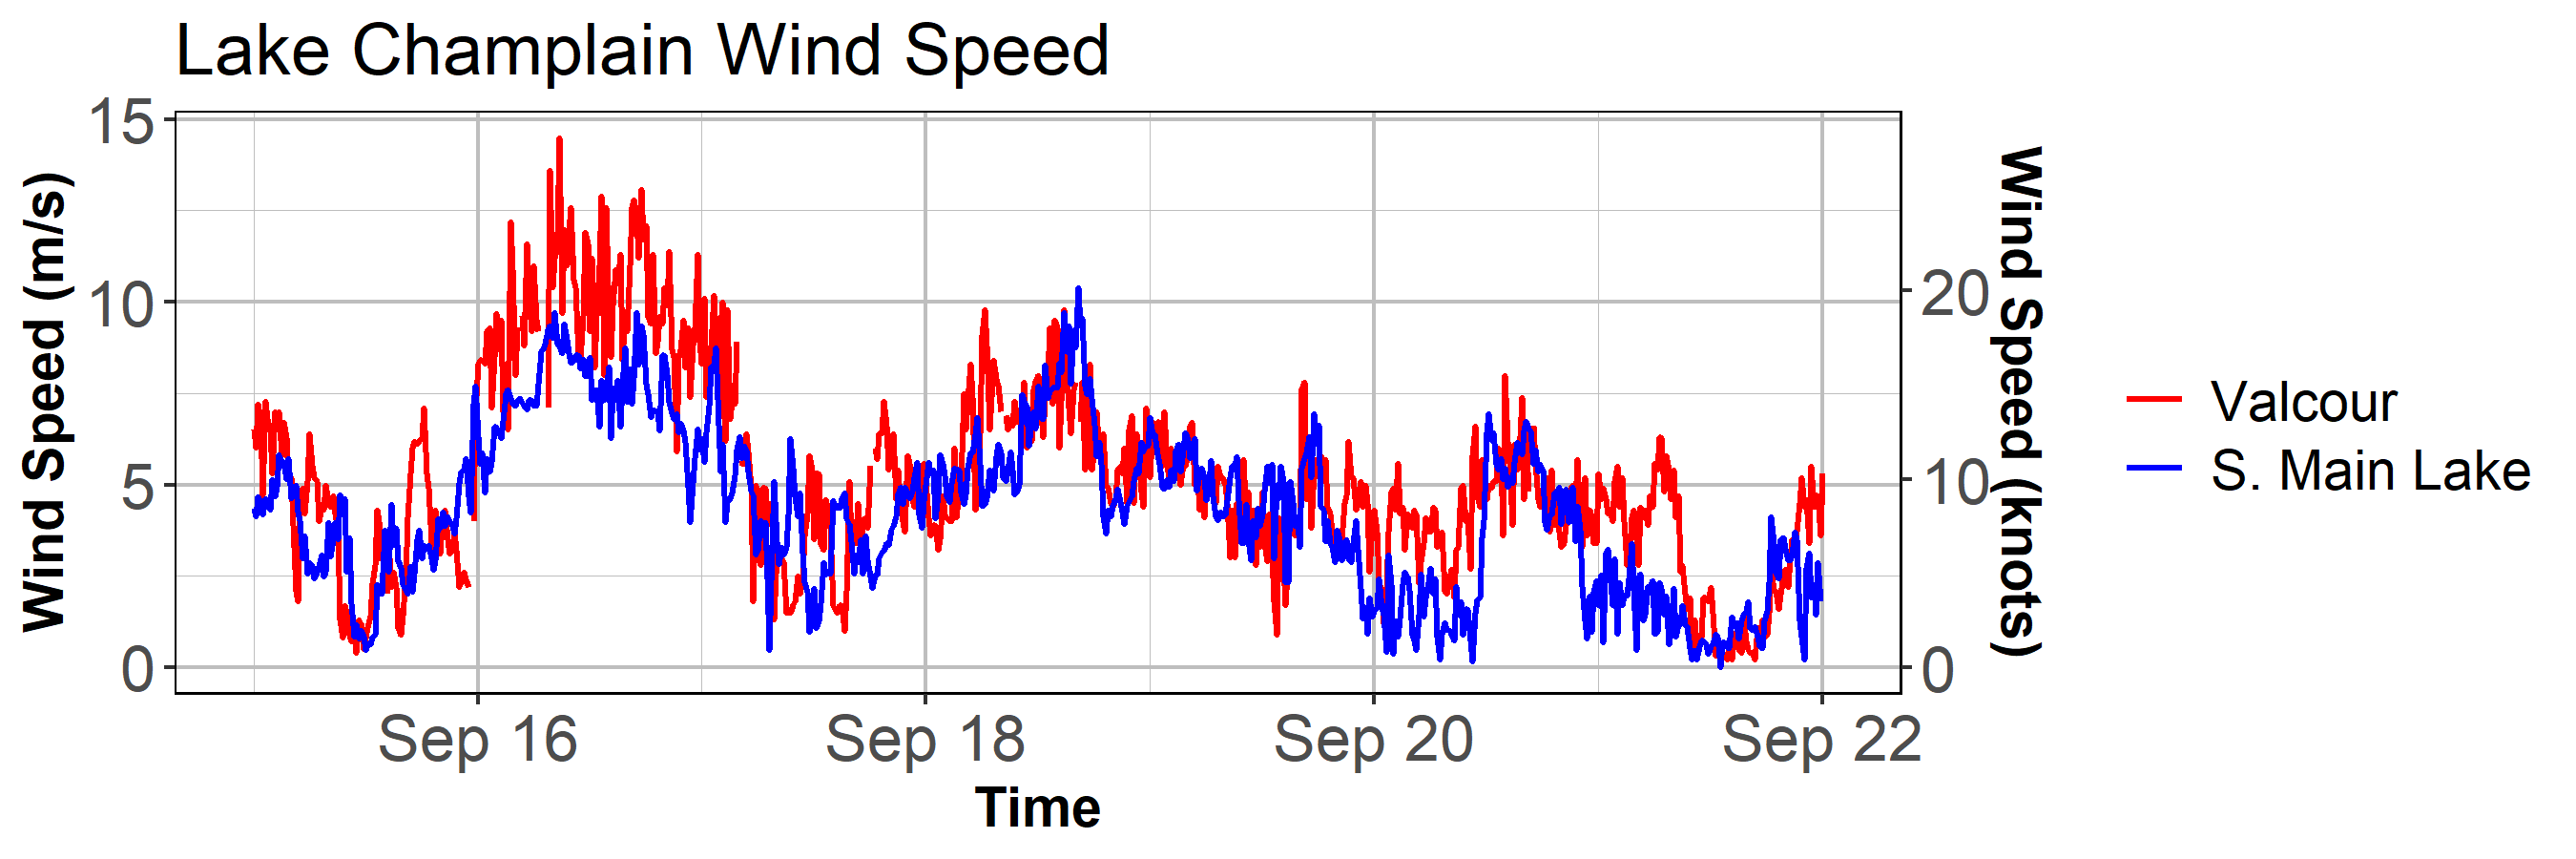 Lake Champlain Wind Speed
Wind Speed (m/s)
15
10
5
0
Wind Speed (knots)
20
10
0
Sep 16
Sep 18
Sep 20
Sep 22
Time
Valcour
S. Main Lake